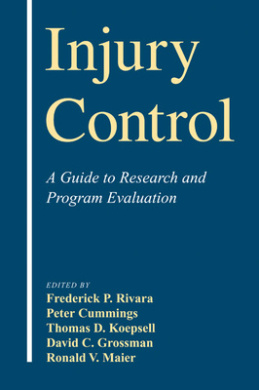 Injury
Control
A Guide to Research and
Program Evaluation
EDITED BY
Frederick P. Rivara
Peter Cummings
Thomas D. Koepsell
David C. Grossman
Ronald V. Maier